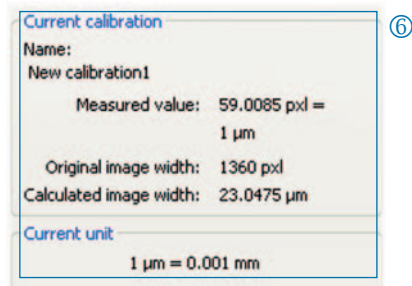 Current calibration
⑥
Name:
New calibration1
Measured value: 59.0085 pxl =
1 µm
Original image width: 1360 pxl
Calculated image width: 23.0475 µm
Current unit
1 µm = 0.001 mm